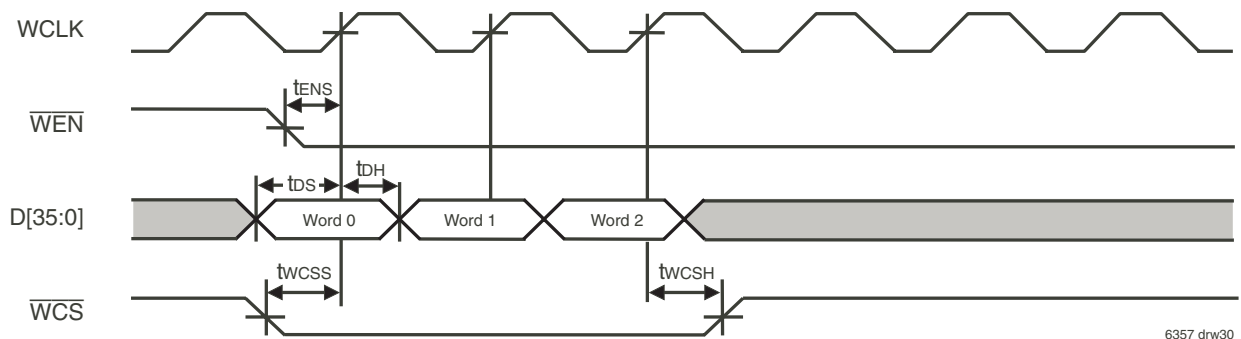 WCLK
tENS
WEN
tDS tDH
D[35:0] Word 0 Word 1 Word 2
tWCSS tWCSH
WCS
6357 drw30